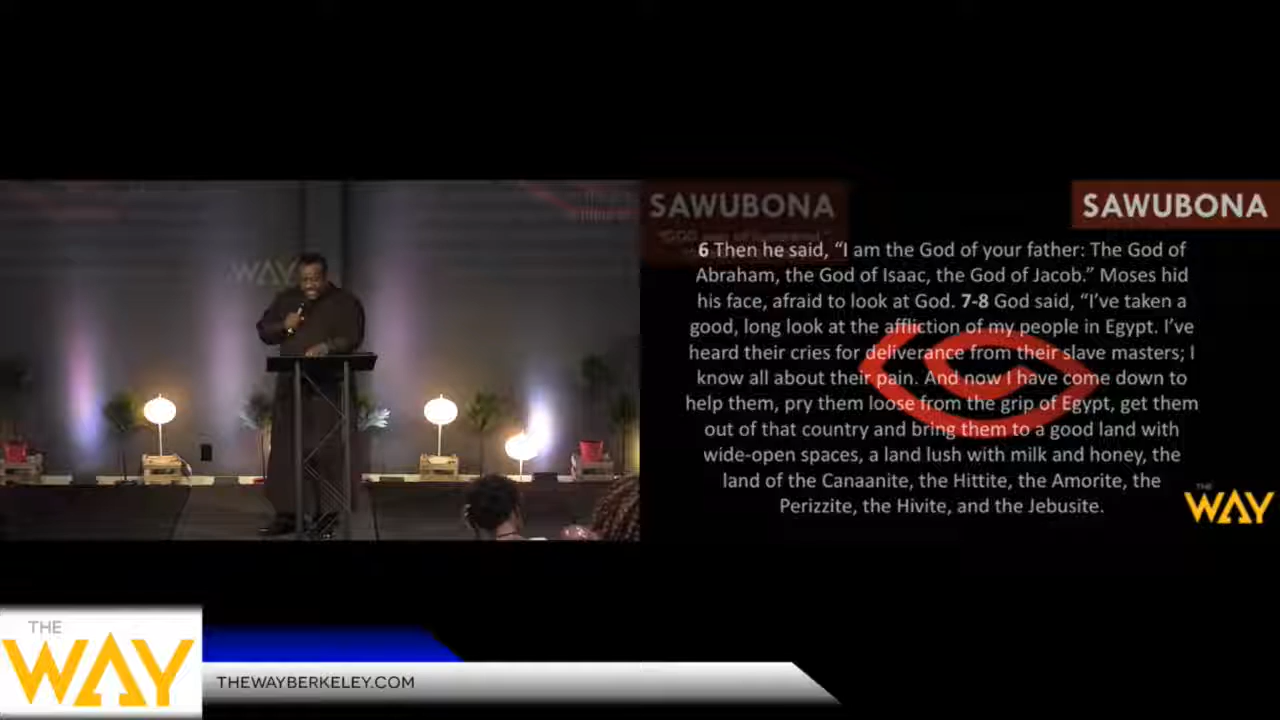 WAY
SAWUBONA
SAWUBONA
6 Then he said, “I am the God of your father: The God of
Abraham, the God of Isaac, the God of Jacob.” Moses hid
his face, afraid to look at God. 7-8 God said, “I’ve taken a
good, long look at the affliction of my people in Egypt. I’ve
heard their cries for deliverance from their slave masters; I
know all about their pain. And now I have come down to
help them, pry them loose from the grip of Egypt, get them
out of that country and bring them to a good land with
wide-open spaces, a land lush with milk and honey, the
land of the Canaanite, the Hittite, the Amorite, the
Perizzite, the Hivite, and the Jebusite.
THE
WAY
THE
WAY
THEWAYBERKELEY.COM